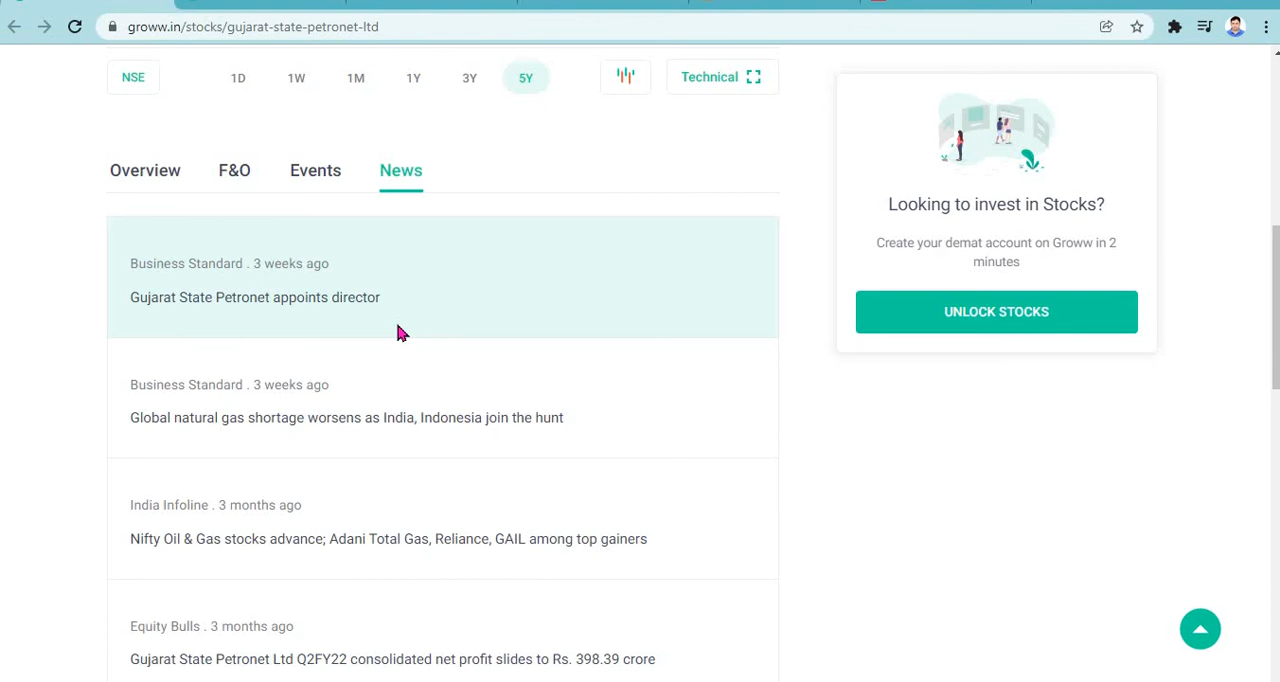 groww.in/stocks/gujarat-state-petronet-ltd
NSE
1D
1W
1M
1Y
3Y
5Y
Technical
Overview
F&O
Events
News
Business Standard . 3 weeks ago
Gujarat State Petronet appoints director
Business Standard . 3 weeks ago
Global natural gas shortage worsens as India, Indonesia join the hunt
India Infoline . 3 months ago
Nifty Oil & Gas stocks advance; Adani Total Gas, Reliance, GAIL among top gainers
Equity Bulls . 3 months ago
Gujarat State Petronet Ltd Q2FY22 consolidated net profit slides to Rs. 398.39 crore
Looking to invest in Stocks?
Create your demat account on Groww in 2
minutes
UNLOCK STOCKS